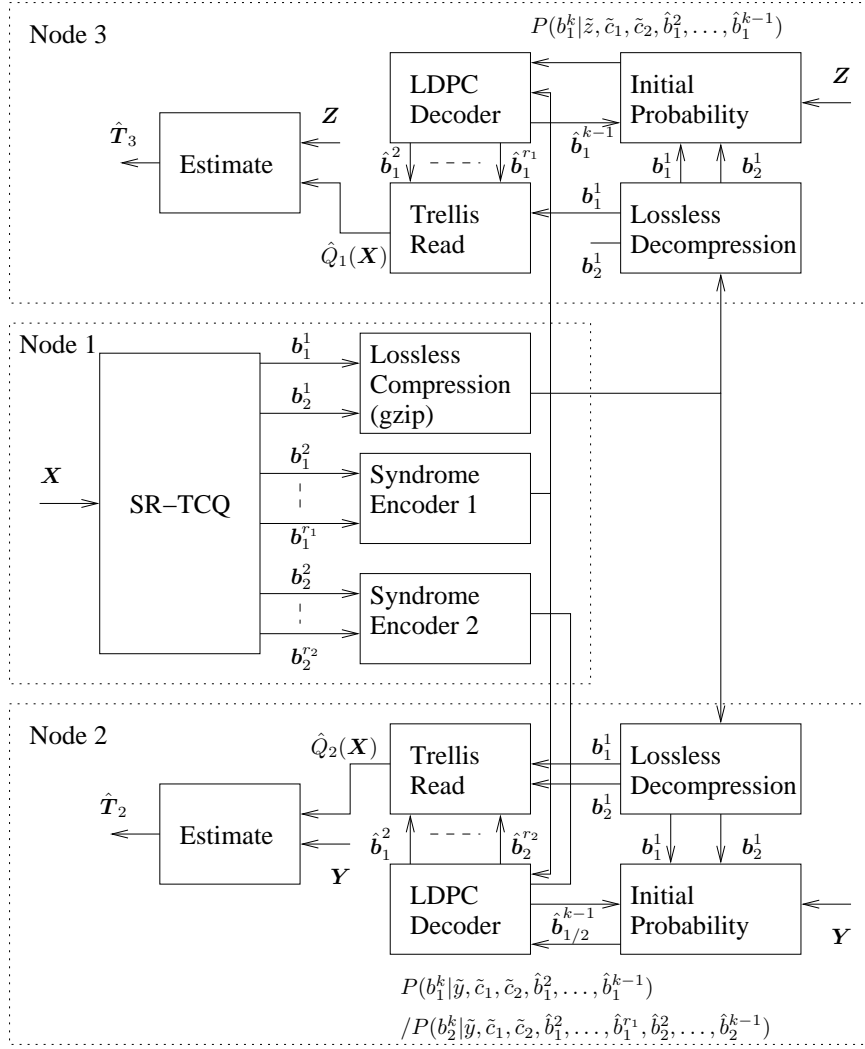 Node 3
P(b_1^k|z̃, c̃_1, c̃_2, b̂_1^2, …, b̂_1^{k−1})
LDPC
Decoder
Initial
Probability
Z
Z
T̂_3
Estimate
b̂_1^{k−1}
b̂_1^2
b̂_1^{r_1}
b_1^1
b_2^1
Trellis
Read
b_1^1
Lossless
Decompression
b_2^1
Q̂_1(X)
Node 1
b_1^1
Lossless
Compression
(gzip)
b_2^1
X
SR−TCQ
b_1^2
Syndrome
Encoder 1
b_1^{r_1}
b_2^2
Syndrome
Encoder 2
b_2^{r_2}
Node 2
Q̂_2(X)
Trellis
Read
b_1^1
Lossless
Decompression
b_2^1
T̂_2
Estimate
b̂_1^2
b̂_2^{r_2}
b_1^1
b_2^1
Y
LDPC
Decoder
b̂_{1/2}^{k−1}
Initial
Probability
Y
P(b_1^k|ỹ, c̃_1, c̃_2, b̂_1^2, …, b̂_1^{k−1})
/P(b_2^k|ỹ, c̃_1, c̃_2, b̂_1^2, …, b̂_1^{r_1}, b̂_2^2, …, b̂_2^{k−1})